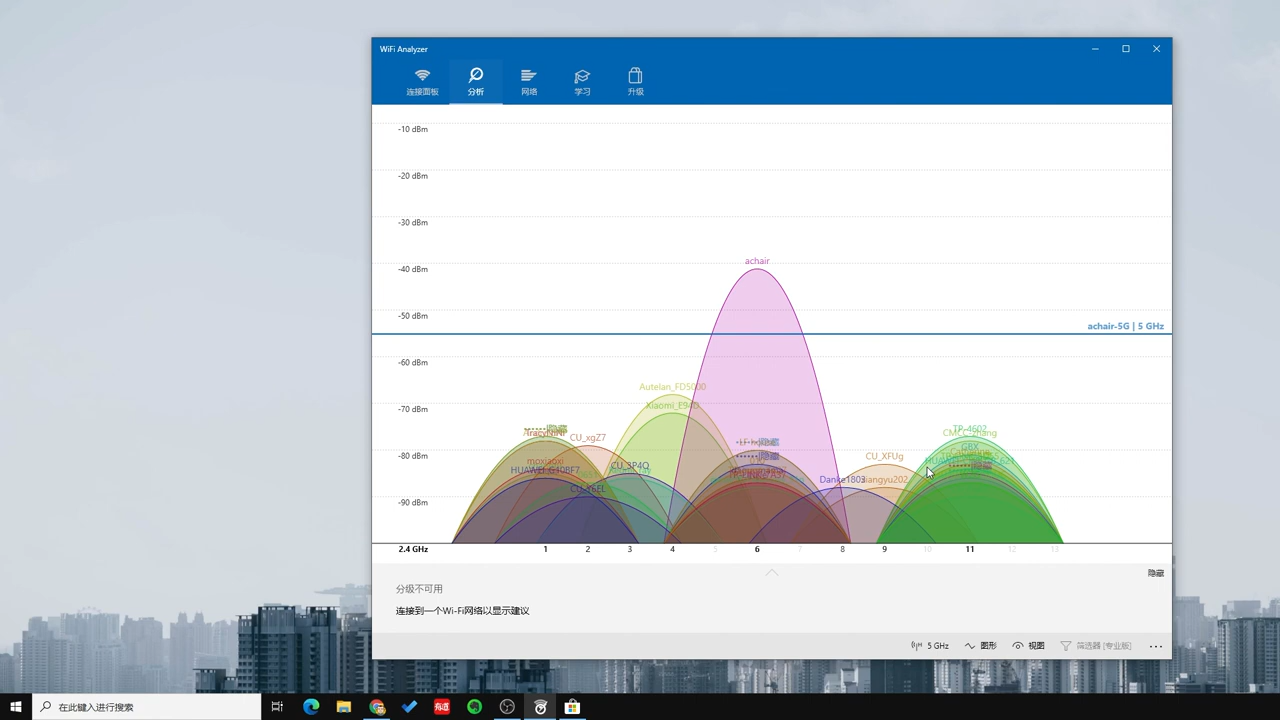 WiFi Analyzer
连接面板
分析
网络
学习
升级
-10 dBm
-20 dBm
-30 dBm
-40 dBm
achair
-50 dBm
achair-5G | 5 GHz
-60 dBm
Autelan_FD5000
-70 dBm
Xiaomi_E94D
TP-4602
CMCC-zhang
CU_xgZ7
-80 dBm
CU_XFUg
moxiaoxi
CU_3P4Q
HUAWEI-G40BF7
Danke1803
-90 dBm
2.4 GHz
1 2 3 4 5 6 7 8 9 10 11 12 13
隐藏
分级不可用
连接到一个Wi-Fi网络以显示建议
5 GHz
图形
视图
筛选器 [专业版]
在此键入进行搜索
有道